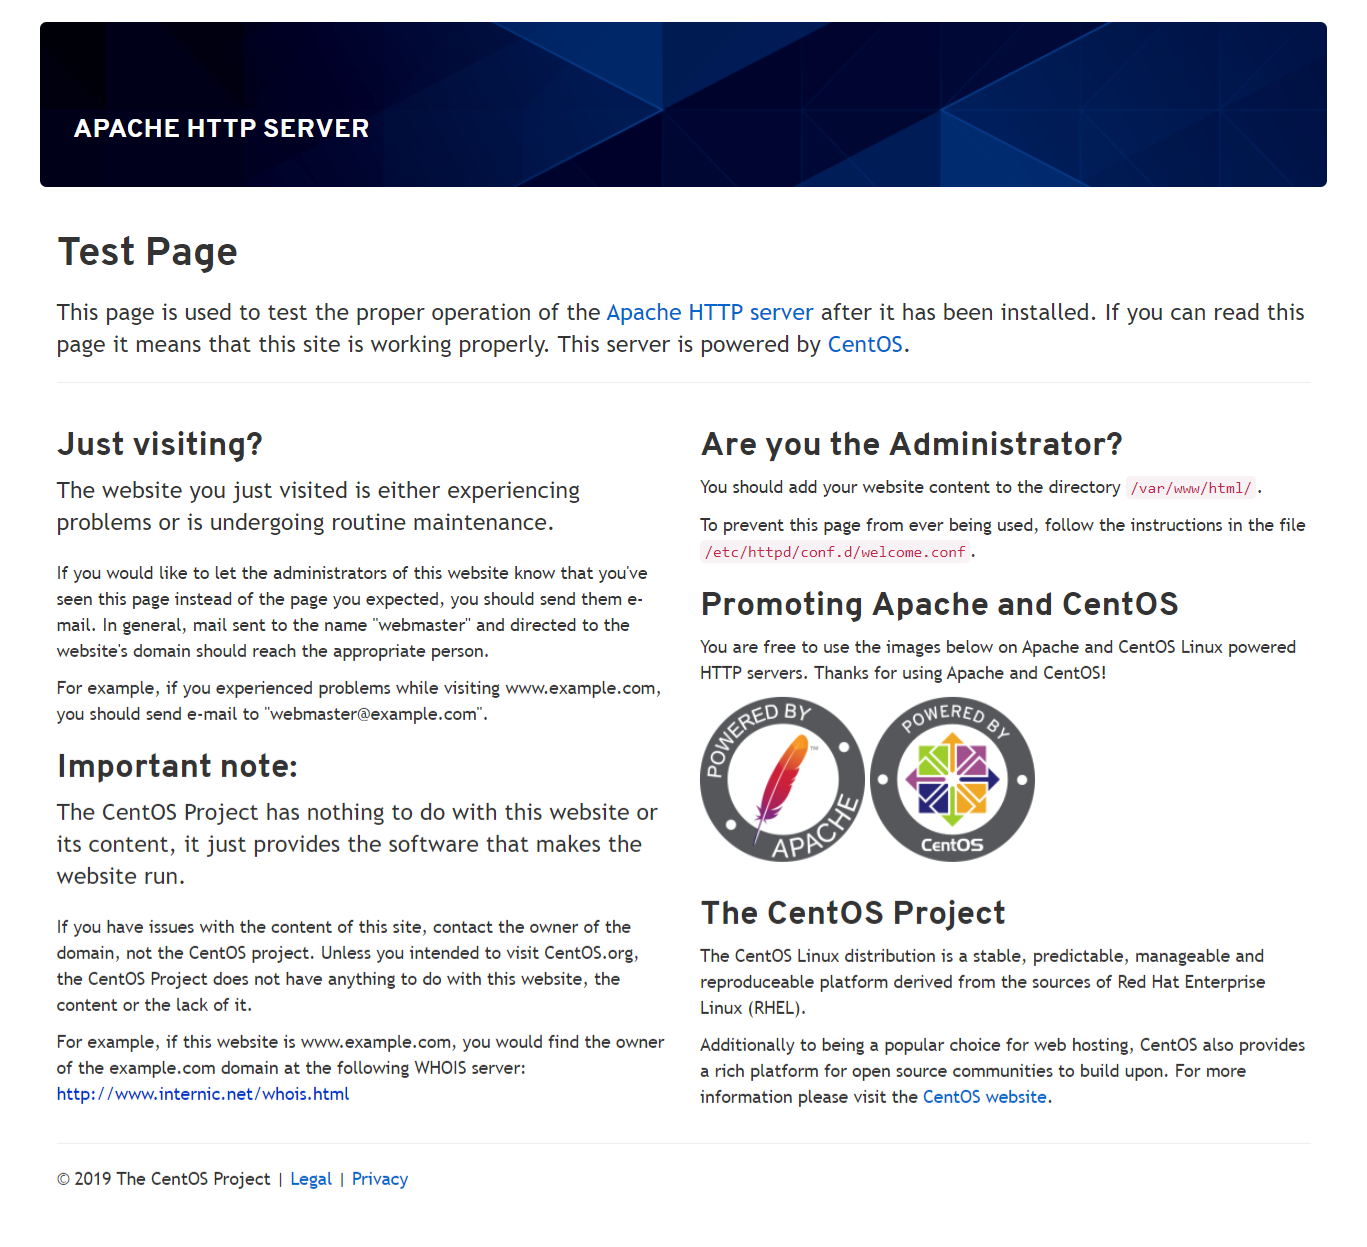 APACHE HTTP SERVER
Test Page
This page is used to test the proper operation of the Apache HTTP server after it has been installed. If you can read this
page it means that this site is working properly. This server is powered by CentOS.
Just visiting?
The website you just visited is either experiencing
problems or is undergoing routine maintenance.
If you would like to let the administrators of this website know that you've
seen this page instead of the page you expected, you should send them e-
mail. In general, mail sent to the name "webmaster" and directed to the
website's domain should reach the appropriate person.
For example, if you experienced problems while visiting www.example.com,
you should send e-mail to "webmaster@example.com".
Important note:
The CentOS Project has nothing to do with this website or
its content, it just provides the software that makes the
website run.
If you have issues with the content of this site, contact the owner of the
domain, not the CentOS project. Unless you intended to visit CentOS.org,
the CentOS Project does not have anything to do with this website, the
content or the lack of it.
For example, if this website is www.example.com, you would find the owner
of the example.com domain at the following WHOIS server:
http://www.internic.net/whois.html
Are you the Administrator?
You should add your website content to the directory /var/www/html/.
To prevent this page from ever being used, follow the instructions in the file
/etc/httpd/conf.d/welcome.conf.
Promoting Apache and CentOS
You are free to use the images below on Apache and CentOS Linux powered
HTTP servers. Thanks for using Apache and CentOS!
POWERED BY
APACHE
™
POWERED BY
CentOS
The CentOS Project
The CentOS Linux distribution is a stable, predictable, manageable and
reproduceable platform derived from the sources of Red Hat Enterprise
Linux (RHEL).
Additionally to being a popular choice for web hosting, CentOS also provides
a rich platform for open source communities to build upon. For more
information please visit the CentOS website.
© 2019 The CentOS Project | Legal | Privacy